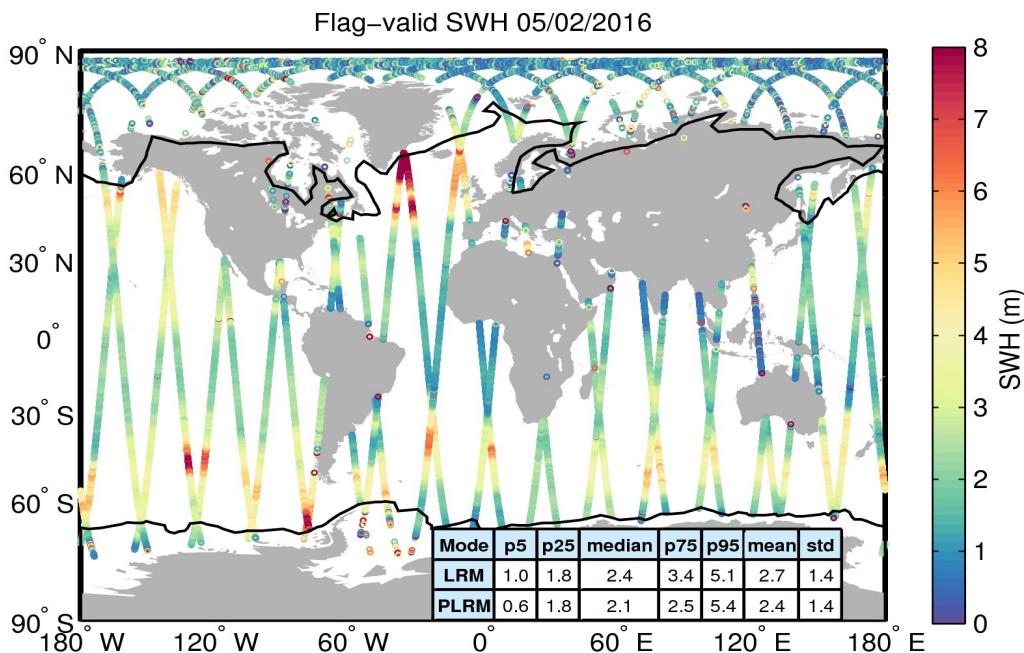 Flag−valid SWH 05/02/2016
90° N
60° N
30° N
0°
30° S
60° S
90° S
180° W 120° W 60° W 0° 60° E 120° E 180° E
8
7
6
5
4
3
2
1
0
SWH (m)
Mode p5 p25 median p75 p95 mean std
LRM 1.0 1.8 2.4 3.4 5.1 2.7 1.4
PLRM 0.6 1.8 2.1 2.5 5.4 2.4 1.4